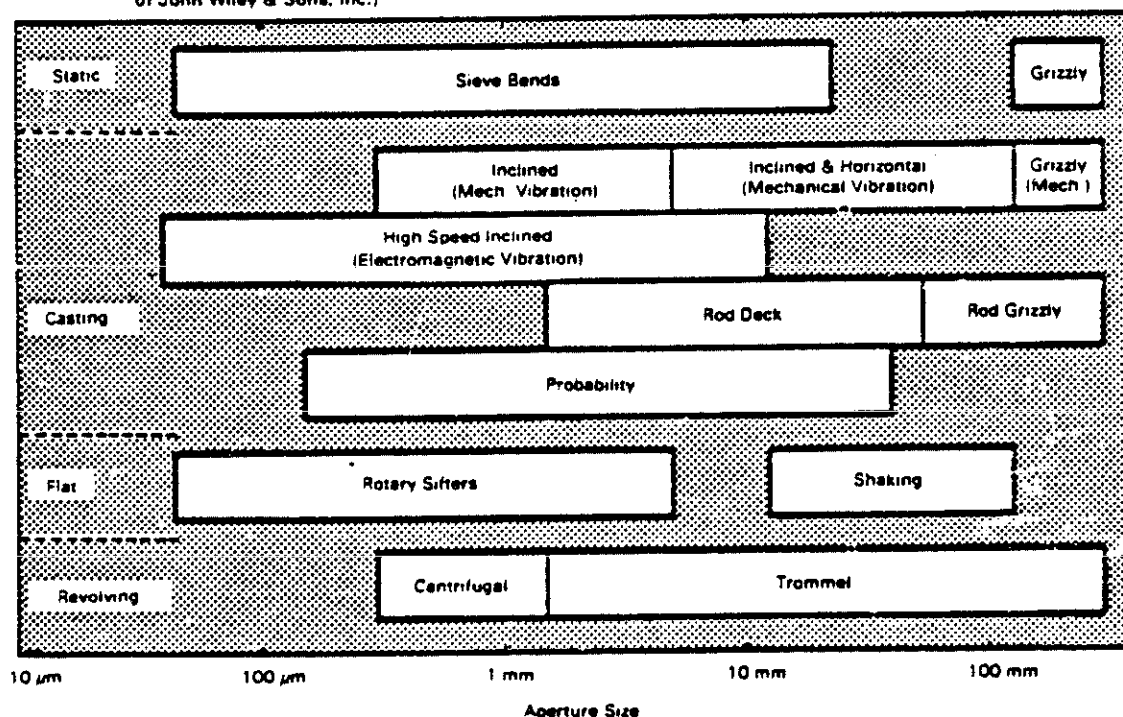 of John Wiley & Sons, Inc.)
Static
Sieve Bends
Grizzly
Inclined
(Mech. Vibration)
Inclined & Horizontal
(Mechanical Vibration)
Grizzly
(Mech.)
High Speed Inclined
(Electromagnetic Vibration)
Casting
Rod Deck
Rod Grizzly
Probability
Flat
Rotary Sifters
Shaking
Revolving
Centrifugal
Trommel
10 μm
100 μm
1 mm
10 mm
100 mm
Aperture Size